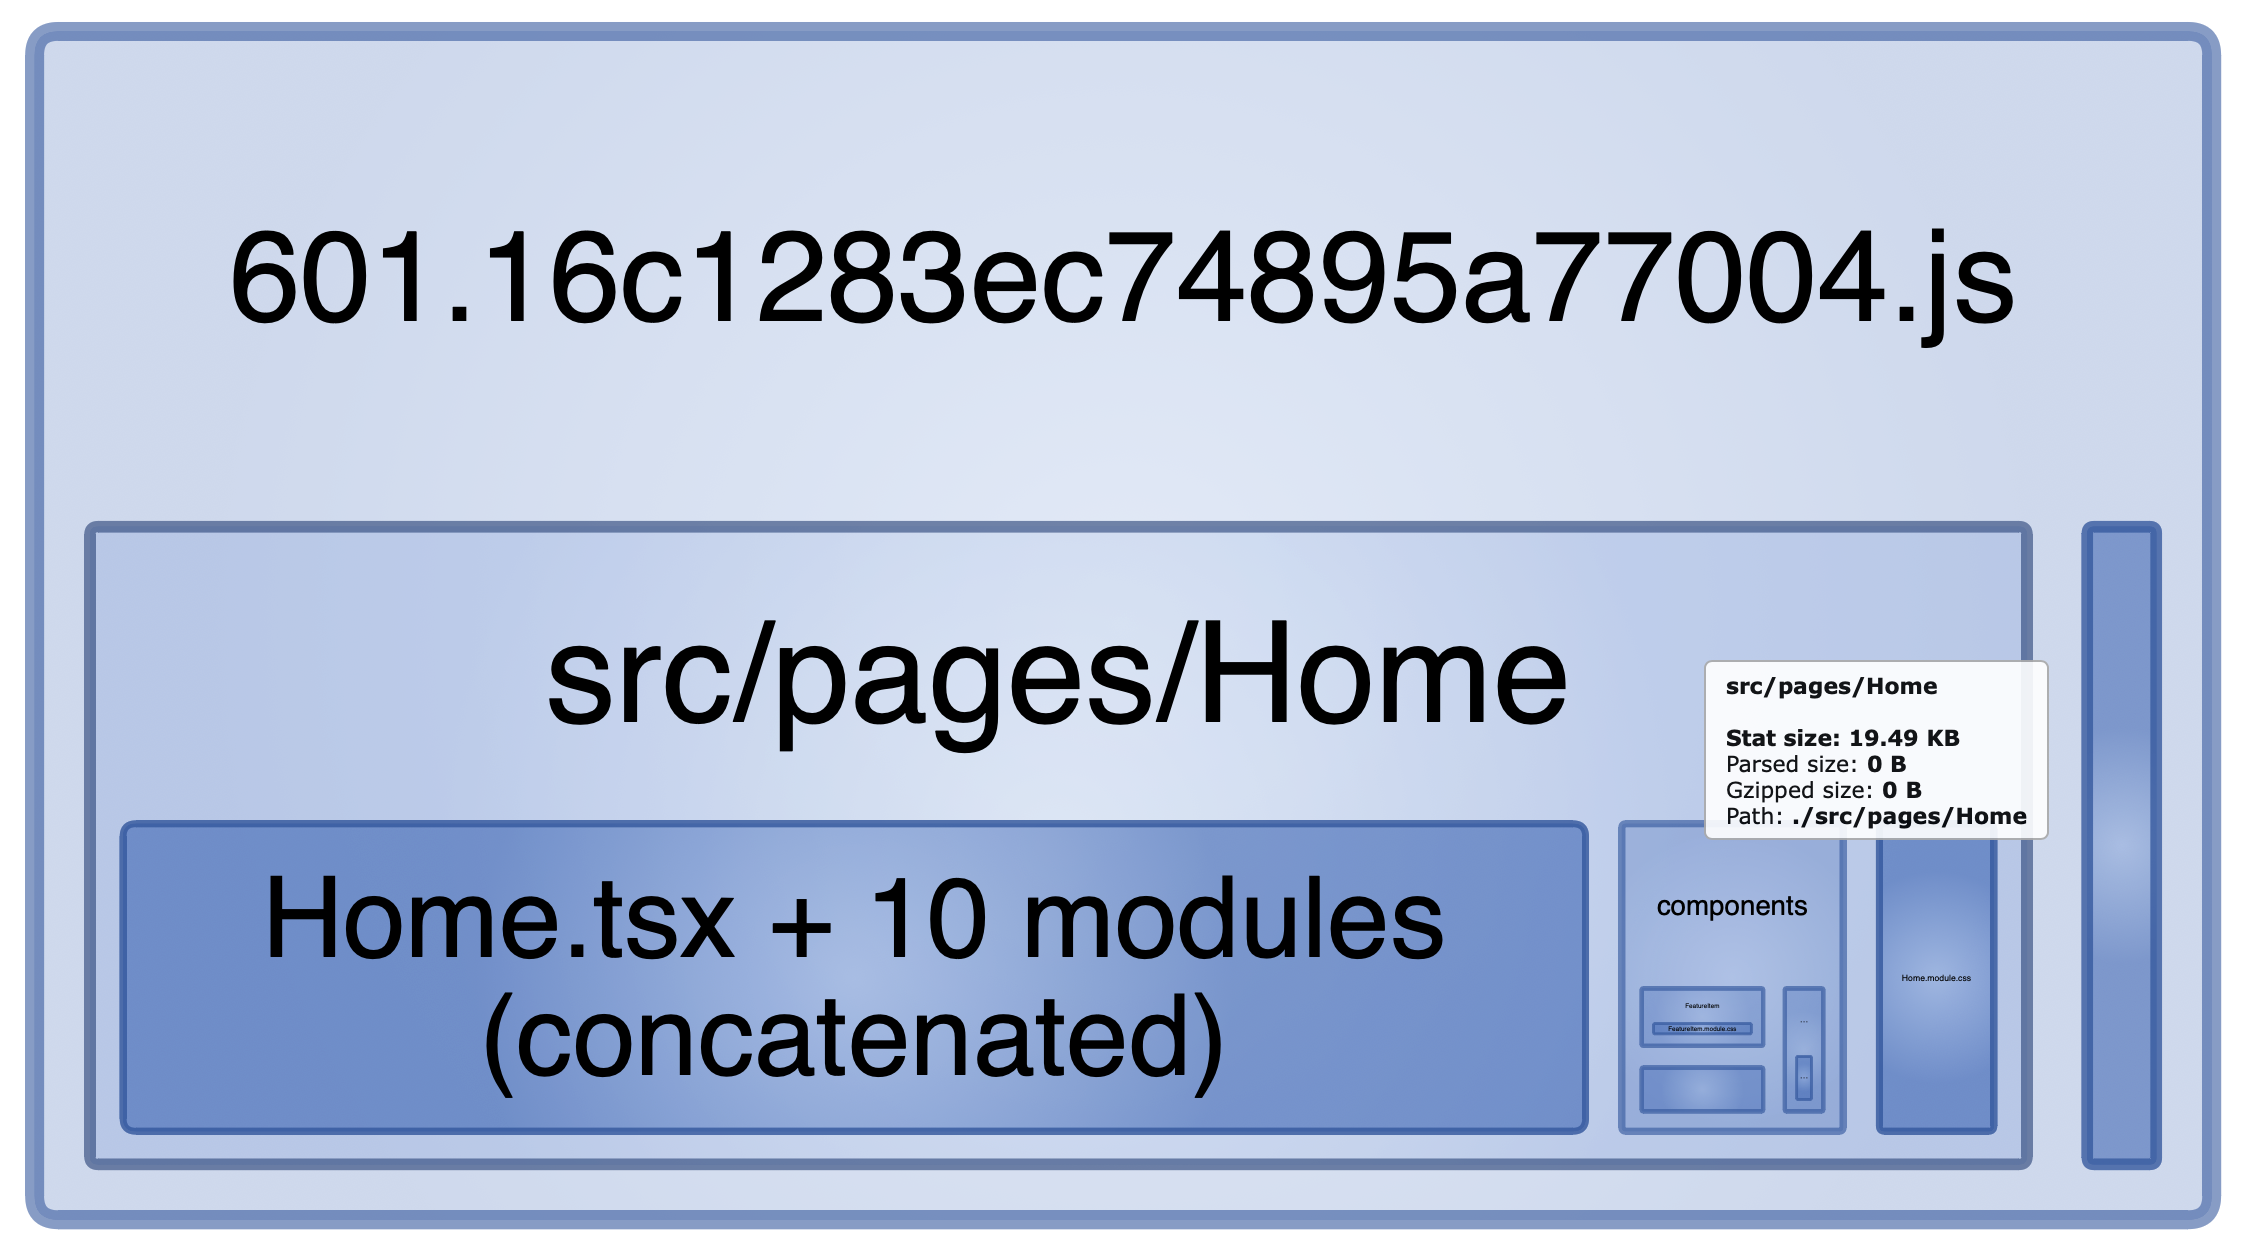 601.16c1283ec74895a77004.js
src/pages/Home
src/pages/Home
Stat size: 19.49 KB
Parsed size: 0 B
Gzipped size: 0 B
Path: ./src/pages/Home
Home.tsx + 10 modules
(concatenated)
components
FeatureItem
FeatureItem.module.css
...
...
Home.module.css